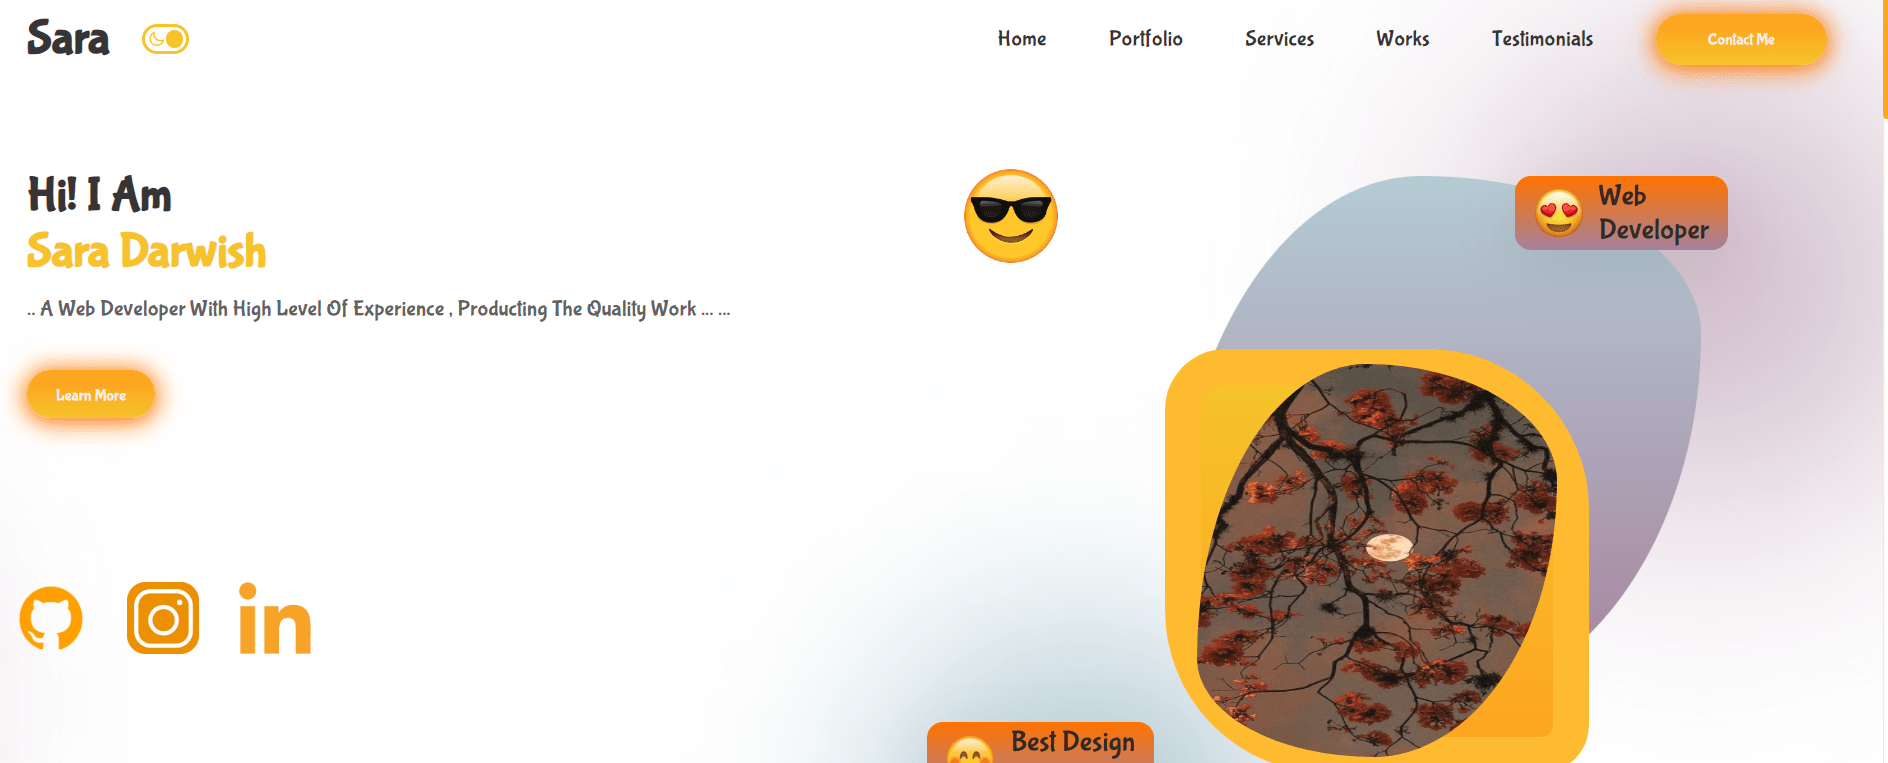 Sara
Home
Portfolio
Services
Works
Testimonials
Contact Me
Hi! I Am
Sara Darwish
.. A Web Developer With High Level Of Experience , Producting The Quality Work ... ...
Learn More
Web
Developer
in
Best Design